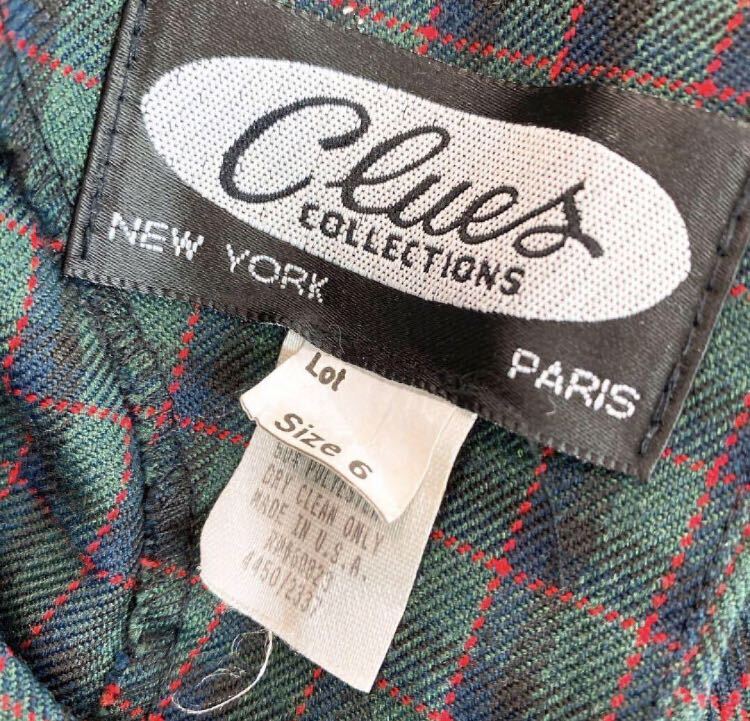 Clues
COLLECTIONS
NEW YORK
PARIS
Lot
Size 6
DRY CLEAN ONLY
MADE IN U.S.A.